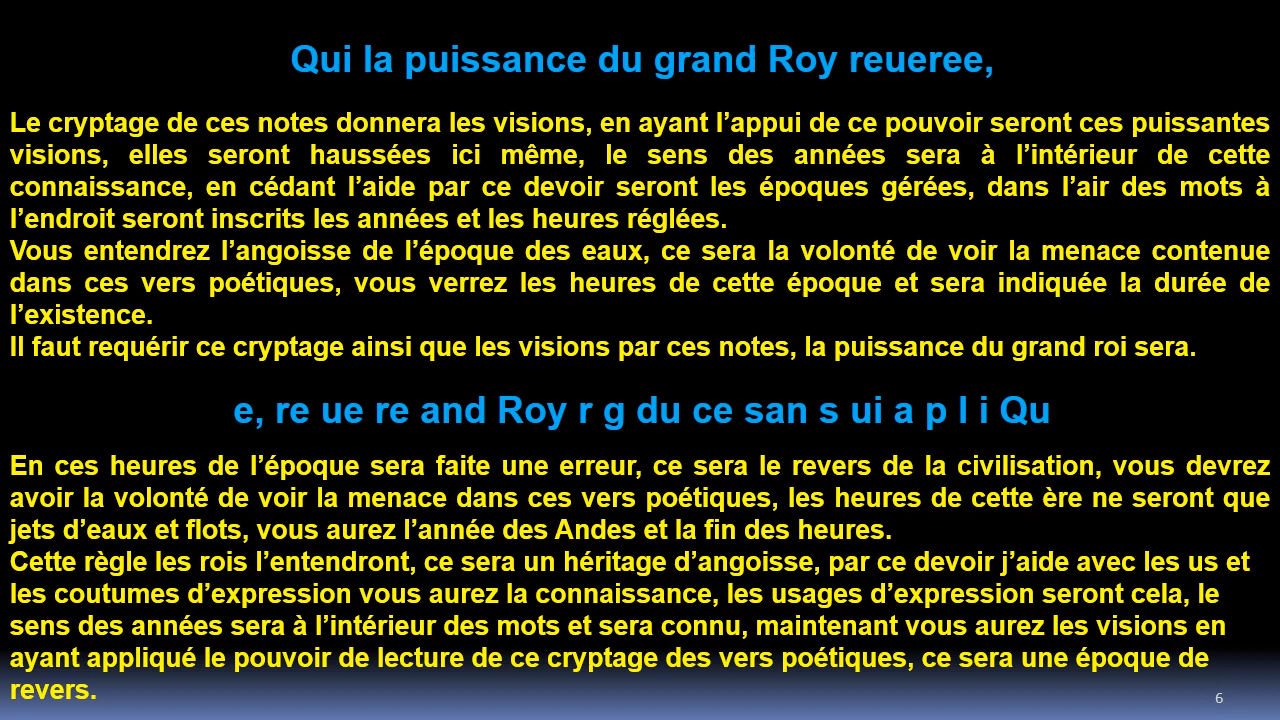 Qui la puissance du grand Roy reueree,
Le cryptage de ces notes donnera les visions, en ayant l’appui de ce pouvoir seront ces puissantes
visions, elles seront haussées ici même, le sens des années sera à l’intérieur de cette
connaissance, en cédant l’aide par ce devoir seront les époques gérées, dans l’air des mots à
l’endroit seront inscrits les années et les heures réglées.
Vous entendrez l’angoisse de l’époque des eaux, ce sera la volonté de voir la menace contenue
dans ces vers poétiques, vous verrez les heures de cette époque et sera indiquée la durée de
l’existence.
Il faut requérir ce cryptage ainsi que les visions par ces notes, la puissance du grand roi sera.
e, re ue re and Roy r g du ce san s ui a p l i Qu
En ces heures de l’époque sera faite une erreur, ce sera le revers de la civilisation, vous devrez
avoir la volonté de voir la menace dans ces vers poétiques, les heures de cette ère ne seront que
jets d’eaux et flots, vous aurez l’année des Andes et la fin des heures.
Cette règle les rois l’entendront, ce sera un héritage d’angoisse, par ce devoir j’aide avec les us et
les coutumes d’expression vous aurez la connaissance, les usages d’expression seront cela, le
sens des années sera à l’intérieur des mots et sera connu, maintenant vous aurez les visions en
ayant appliqué le pouvoir de lecture de ce cryptage des vers poétiques, ce sera une époque de
revers.
6